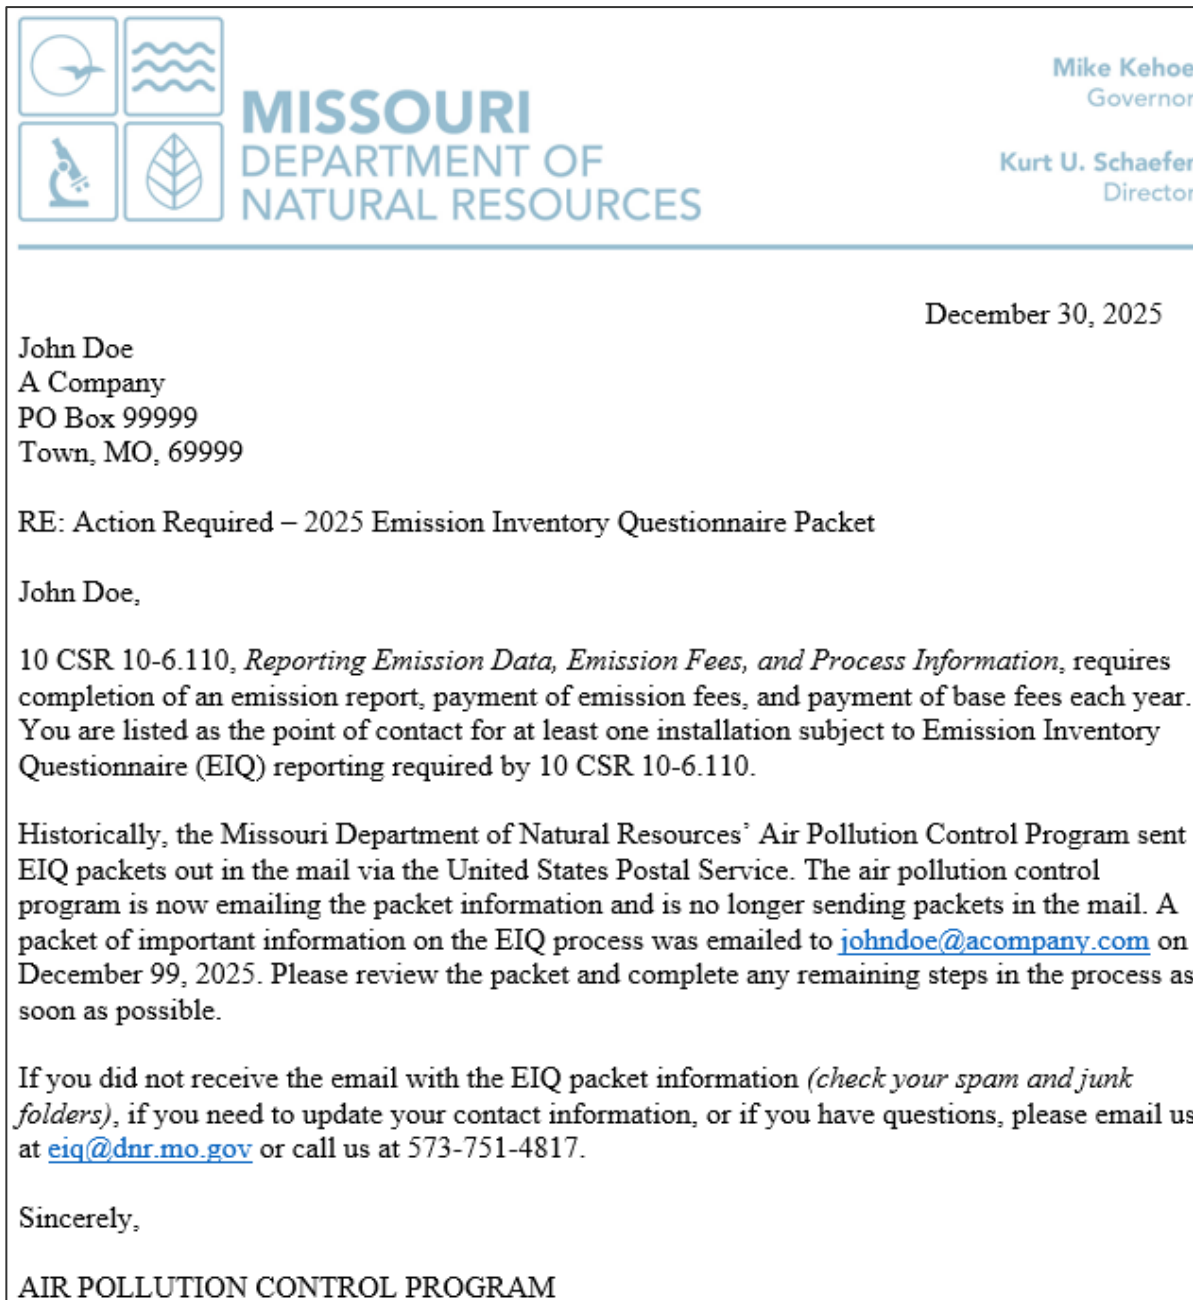 MISSOURI
DEPARTMENT OF
NATURAL RESOURCES
Mike Kehoe
Governor
Kurt U. Schaefer
Director
December 30, 2025
John Doe
A Company
PO Box 99999
Town, MO, 69999
RE: Action Required – 2025 Emission Inventory Questionnaire Packet
John Doe,
10 CSR 10-6.110, Reporting Emission Data, Emission Fees, and Process Information, requires
completion of an emission report, payment of emission fees, and payment of base fees each year.
You are listed as the point of contact for at least one installation subject to Emission Inventory
Questionnaire (EIQ) reporting required by 10 CSR 10-6.110.
Historically, the Missouri Department of Natural Resources’ Air Pollution Control Program sent
EIQ packets out in the mail via the United States Postal Service. The air pollution control
program is now emailing the packet information and is no longer sending packets in the mail. A
packet of important information on the EIQ process was emailed to johndoe@acompany.com on
December 99, 2025. Please review the packet and complete any remaining steps in the process as
soon as possible.
If you did not receive the email with the EIQ packet information (check your spam and junk
folders), if you need to update your contact information, or if you have questions, please email us
at eiq@dnr.mo.gov or call us at 573-751-4817.
Sincerely,
AIR POLLUTION CONTROL PROGRAM